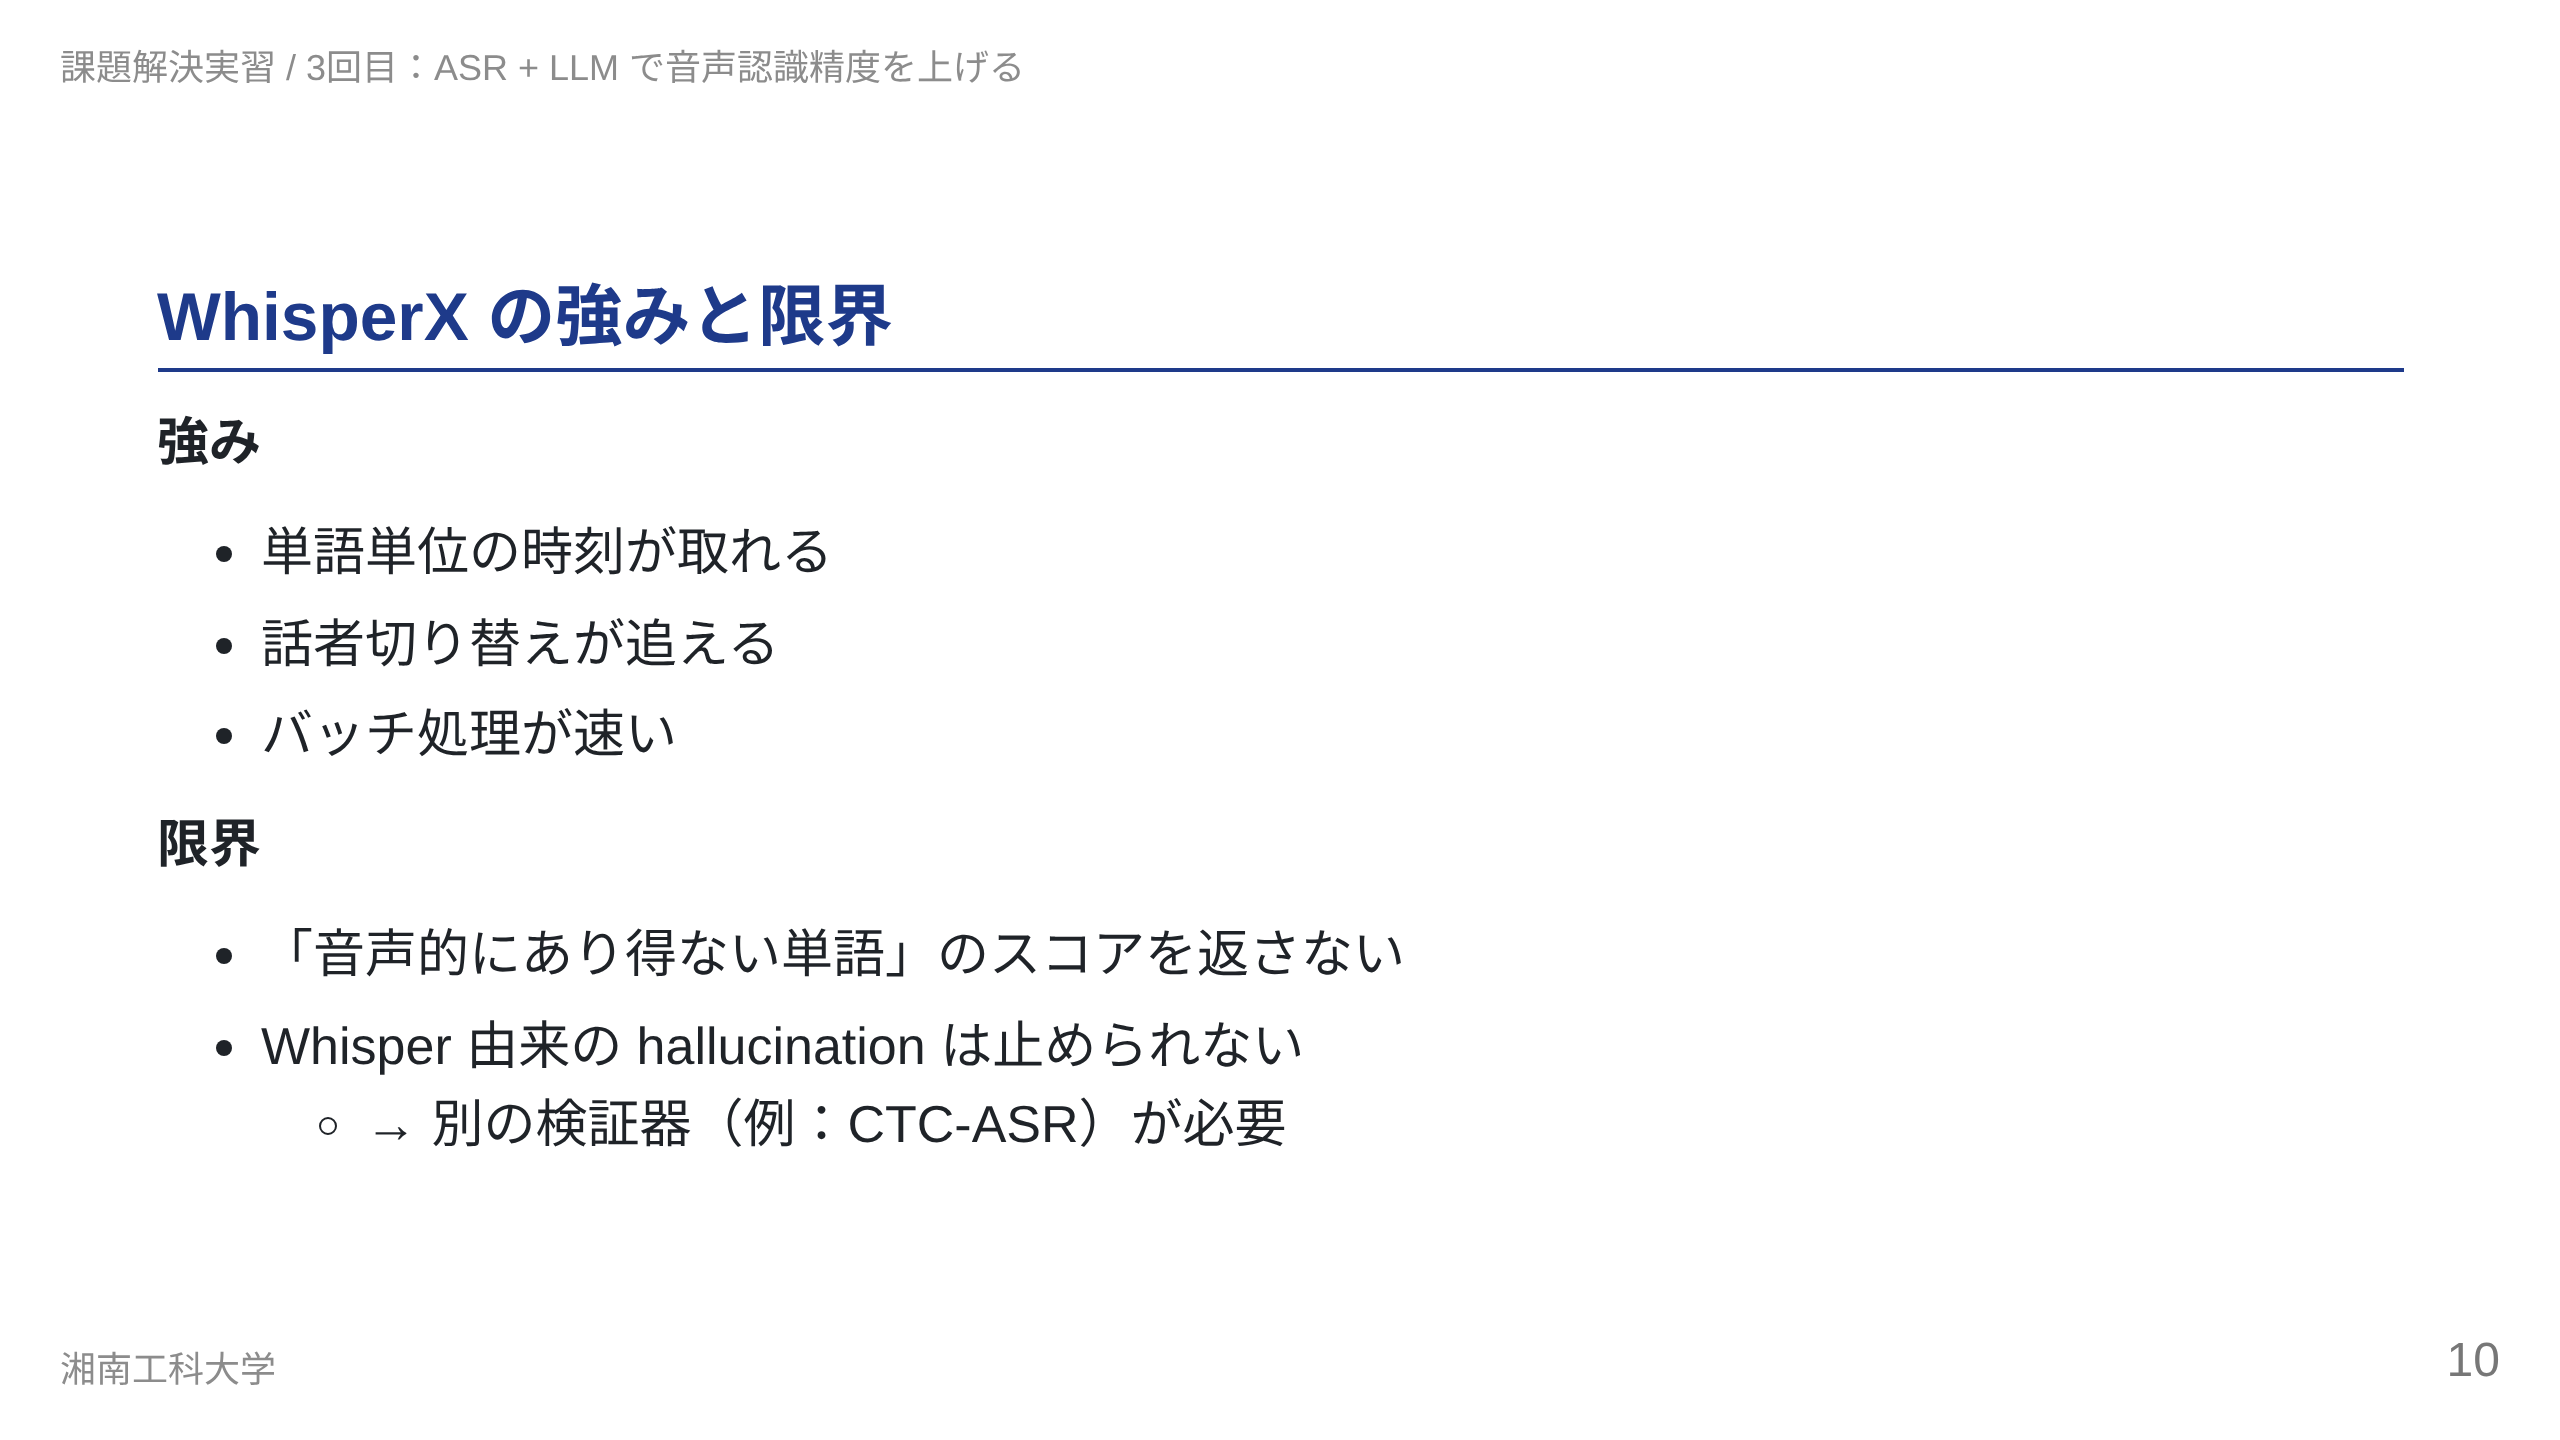 課題解決実習 / 3回目：ASR + LLM で音声認識精度を上げる
WhisperX の強みと限界
強み
• 単語単位の時刻が取れる
• 話者切り替えが追える
• バッチ処理が速い
限界
• 「音声的にあり得ない単語」のスコアを返さない
• Whisper 由来の hallucination は止められない
◦ → 別の検証器（例：CTC-ASR）が必要
湘南工科大学
10